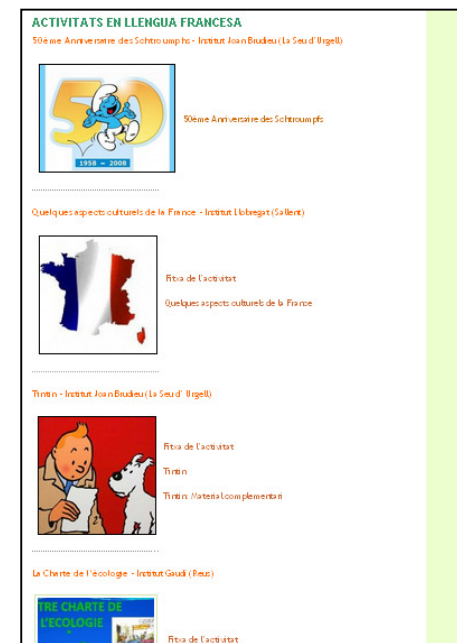 ACTIVITATS EN LLENGUA FRANCESA
50ème Anniversaire des Schtroumphs - Institut Joan Brudieu (La Seu d'Urgell)
50
1958 - 2008
50ème Anniversaire des Schtroumpfs
Quelques aspects culturels de la France - Institut Llobregat (Sallent)
Fitxa de l'activitat
Quelques aspects culturels de la France
Tintin - Institut Joan Brudieu (La Seu d' Urgell)
Fitxa de l'activitat
Tintin
Tintin: Material complementari
La Charte de l'écologie - Institut Gaudí (Reus)
TRE CHARTE DE
L'ECOLOGIE
Fitxa de l'activitat